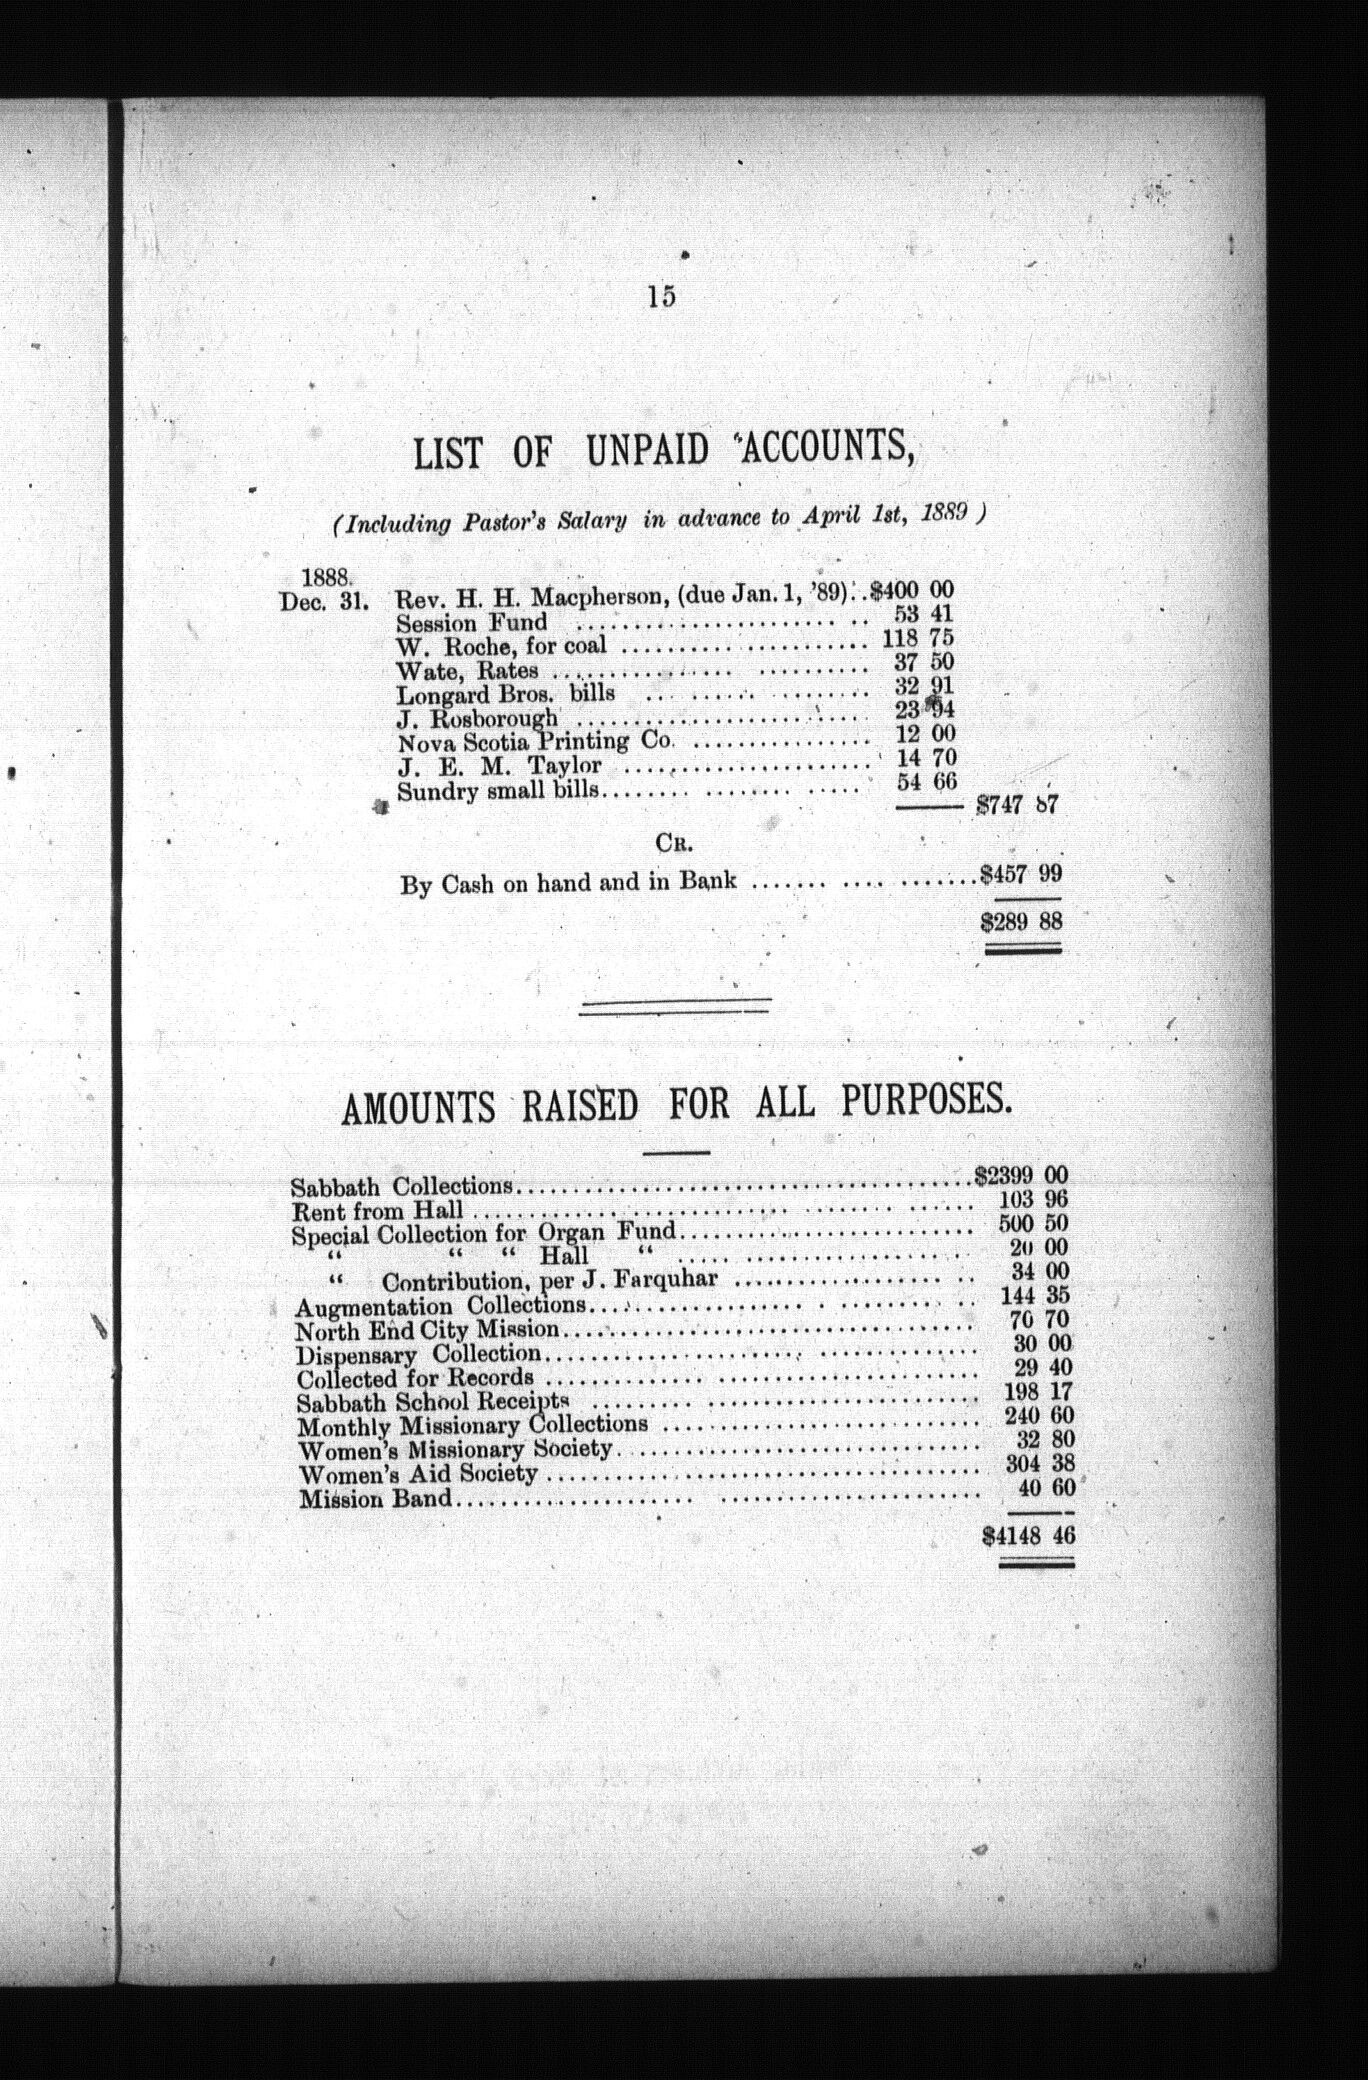 15
LIST OF UNPAID ACCOUNTS,
(Including Pastor's Salary in advance to April 1st, 1889)
1888.
Dec. 31. Rev. H. H. Macpherson, (due Jan. 1, '89)..$400 00
Session Fund ........................ 53 41
W. Roche, for coal ........................ 118 75
Wate, Rates ........................ 37 50
Longard Bros. bills ........................ 32 91
J. Rosborough ........................ 23 94
Nova Scotia Printing Co. ................ 12 00
J. E. M. Taylor ........................ 14 70
Sundry small bills........ ........ ..... 54 66
$747 87
CR.
By Cash on hand and in Bank ....... .... .......$457 99
$289 88
AMOUNTS RAISED FOR ALL PURPOSES.
Sabbath Collections........................................$2399 00
Rent from Hall ........................................ 103 96
Special Collection for Organ Fund........................ 500 50
“ “ “ Hall “ ........................ 20 00
“ Contribution, per J. Farquhar .................... 34 00
Augmentation Collections........................ 144 35
North End City Mission.............................. 70 70
Dispensary Collection.............................. 30 00
Collected for Records .............................. 29 40
Sabbath School Receipts .............................. 198 17
Monthly Missionary Collections ........................ 240 60
Women's Missionary Society.............................. 32 80
Women's Aid Society .............................. 304 38
Mission Band........................................ 40 60
$4148 46